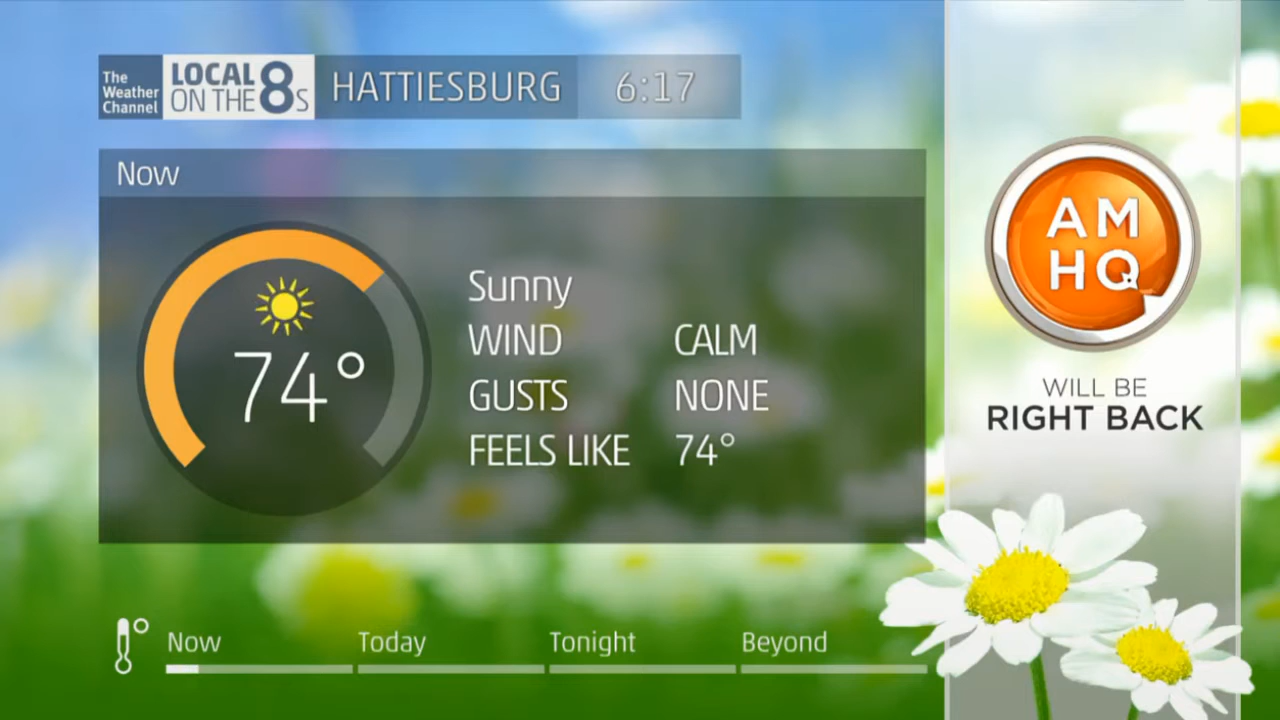 The Weather Channel
LOCAL ON THE 8s
HATTIESBURG 6:17
Now
74°
Sunny
WIND CALM
GUSTS NONE
FEELS LIKE 74°
AM
HQ
WILL BE
RIGHT BACK
Now Today Tonight Beyond